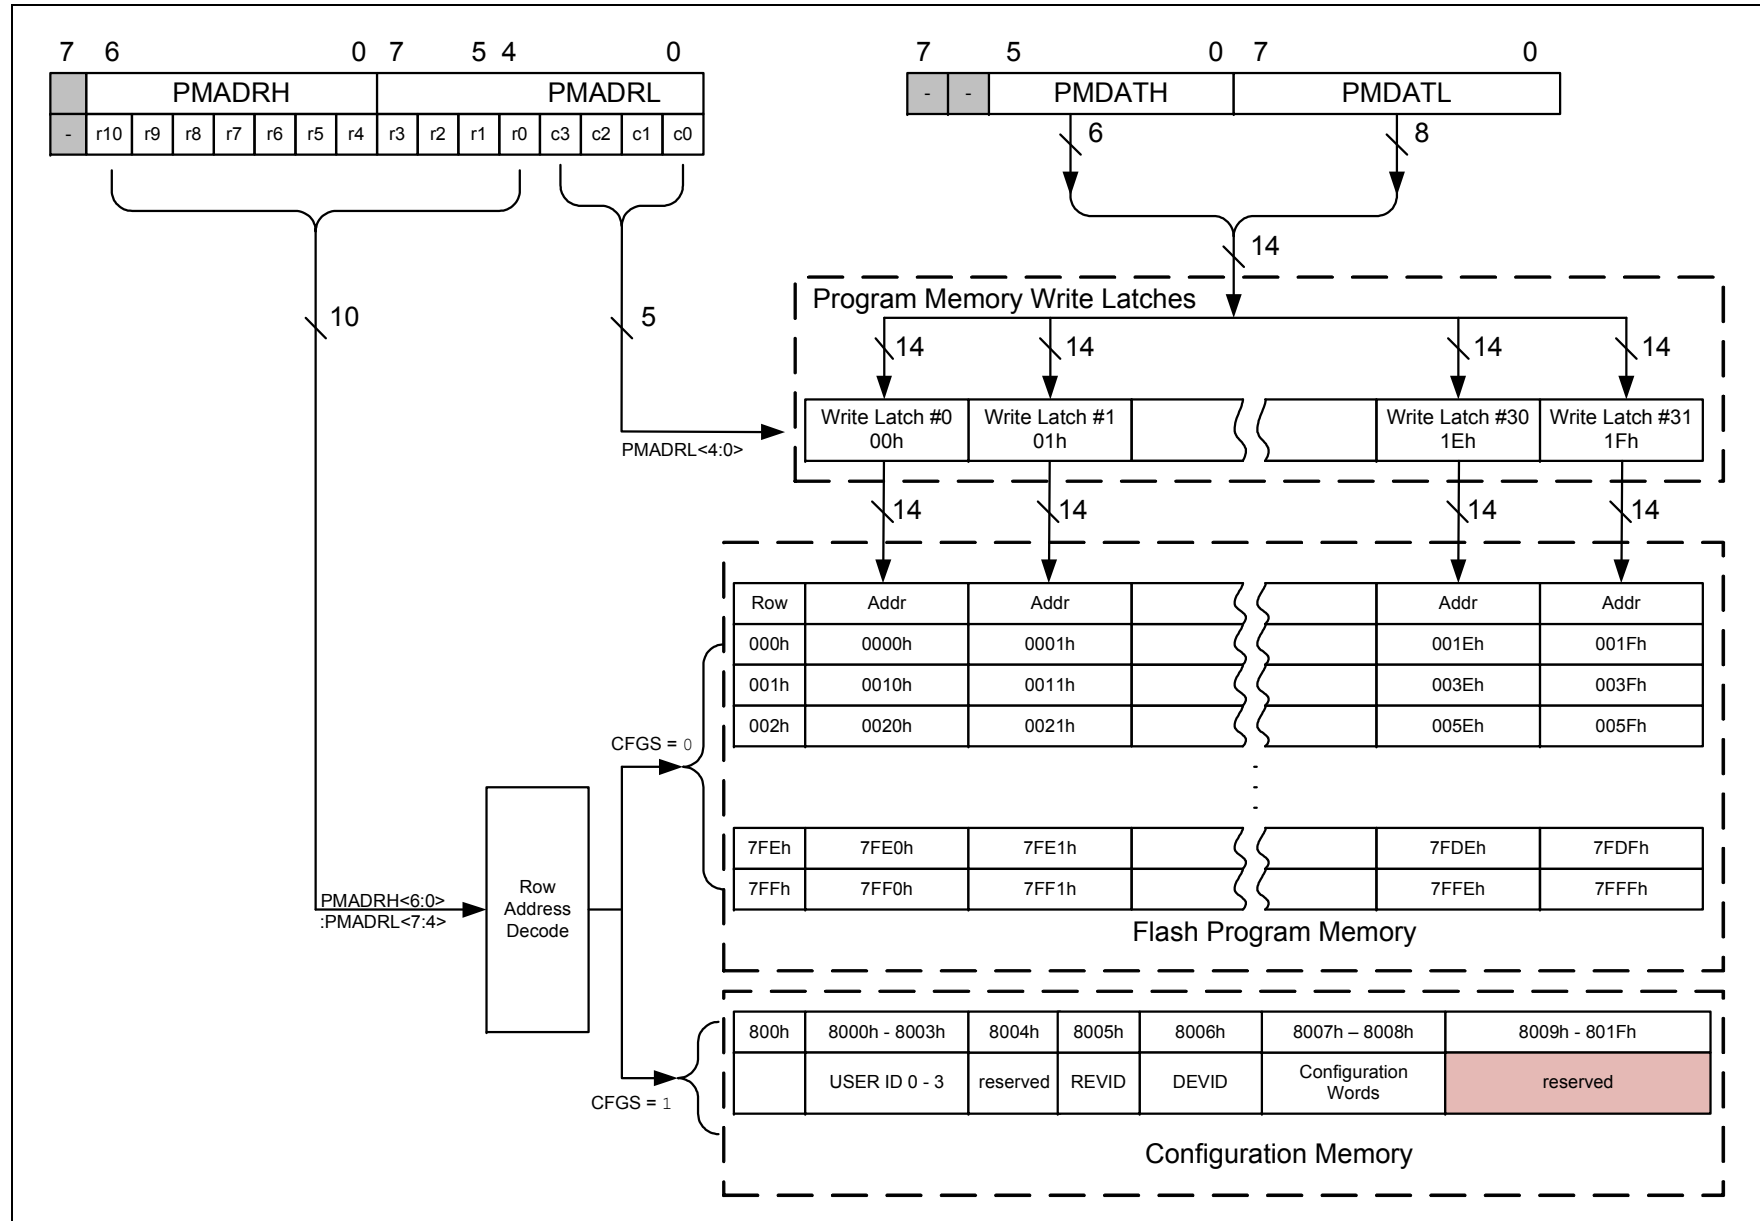 7 6 0 7 5 4 0
PMADRH PMADRL
- r10 r9 r8 r7 r6 r5 r4 r3 r2 r1 r0 c3 c2 c1 c0
7 5 0 7 0
- - PMDATH PMDATL
6 8
14
10 5
Program Memory Write Latches
14 14 14 14
Write Latch #0 Write Latch #1 Write Latch #30 Write Latch #31
00h 01h 1Eh 1Fh
PMADRL<4:0>
14 14 14 14
Row Addr Addr Addr Addr
000h 0000h 0001h 001Eh 001Fh
001h 0010h 0011h 003Eh 003Fh
002h 0020h 0021h 005Eh 005Fh
CFGS = 0
7FEh 7FE0h 7FE1h 7FDEh 7FDFh
7FFh 7FF0h 7FF1h 7FFEh 7FFFh
Flash Program Memory
PMADRH<6:0>
:PMADRL<7:4>
Row
Address
Decode
CFGS = 1
800h 8000h - 8003h 8004h 8005h 8006h 8007h – 8008h 8009h - 801Fh
USER ID 0 - 3 reserved REVID DEVID Configuration Words reserved
Configuration Memory